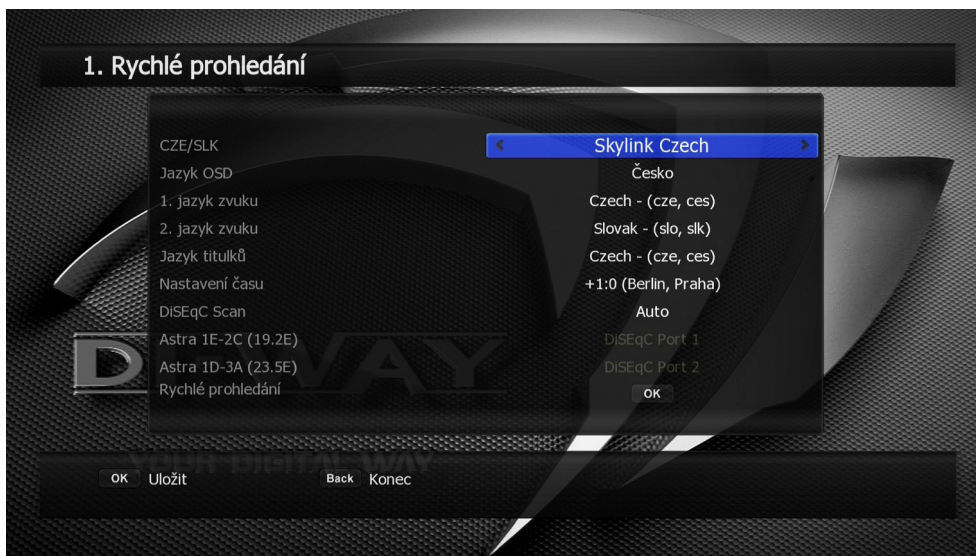 1. Rychlé prohledání
CZE/SLK Skylink Czech
Jazyk OSD Česko
1. jazyk zvuku Czech - (cze, ces)
2. jazyk zvuku Slovak - (slo, slk)
Jazyk titulků Czech - (cze, ces)
Nastavení času +1:0 (Berlin, Praha)
DiSEqC Scan Auto
Astra 1E-2C (19.2E) DiSEqC Port 1
Astra 1D-3A (23.5E) DiSEqC Port 2
Rychlé prohledání OK
YOUR DIGITAL WAY
OK Uložit Back Konec